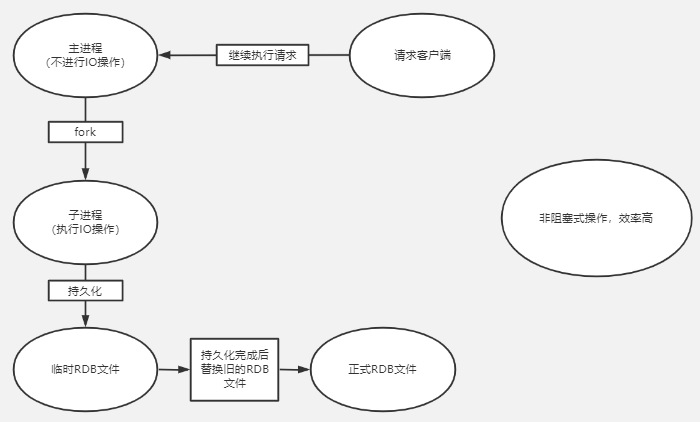 主进程
（不进行IO操作）
继续执行请求
请求客户端
fork
子进程
（执行IO操作）
非阻塞式操作，效率高
持久化
临时RDB文件
持久化完成后
替换旧的RDB
文件
正式RDB文件